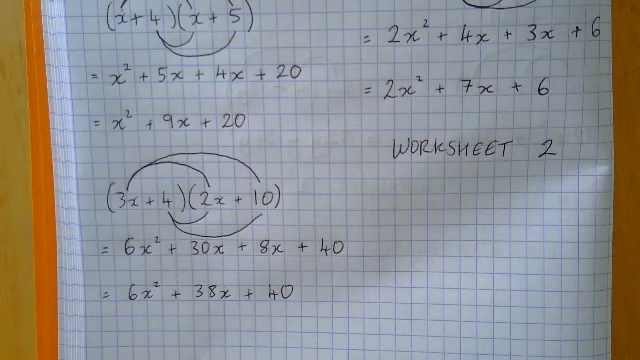 (x + 4)(x + 5)
= x² + 5x + 4x + 20
= x² + 9x + 20
(3x + 4)(2x + 10)
= 6x² + 30x + 8x + 40
= 6x² + 38x + 40
= 2x² + 4x + 3x + 6
= 2x² + 7x + 6
WORKSHEET 2